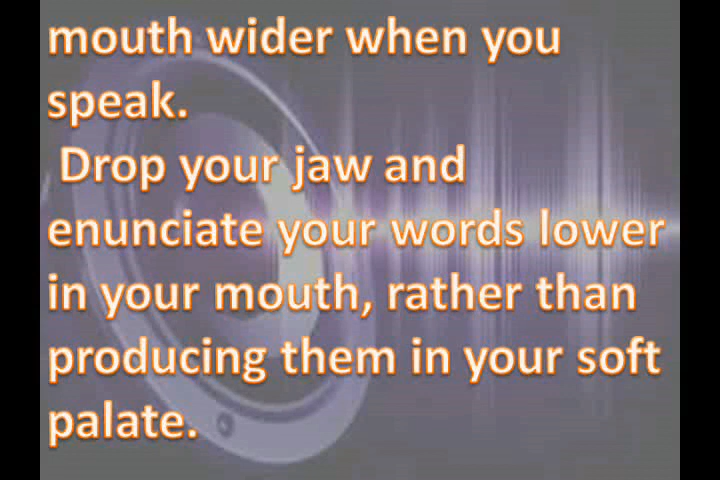 mouth wider when you
speak.
Drop your jaw and
enunciate your words lower
in your mouth, rather than
producing them in your soft
palate.